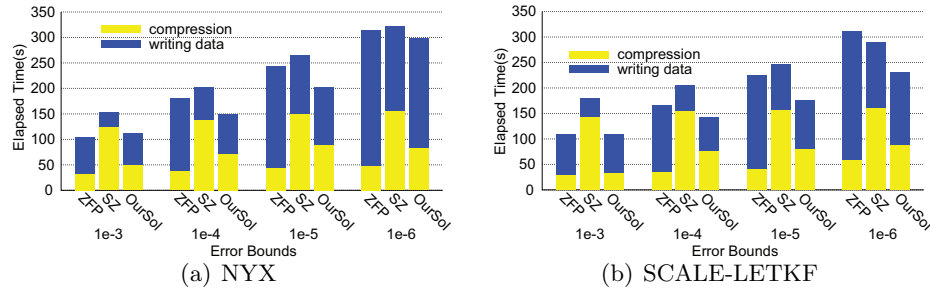 350
300
250
200
150
100
50
0
Elapsed Time(s)
compression
writing data
ZFP SZ OurSol ZFP SZ OurSol ZFP SZ OurSol ZFP SZ OurSol
1e-3 1e-4 1e-5 1e-6
Error Bounds
(a) NYX
350
300
250
200
150
100
50
0
Elapsed Time(s)
compression
writing data
ZFP SZ OurSol ZFP SZ OurSol ZFP SZ OurSol ZFP SZ OurSol
1e-3 1e-4 1e-5 1e-6
Error Bounds
(b) SCALE-LETKF